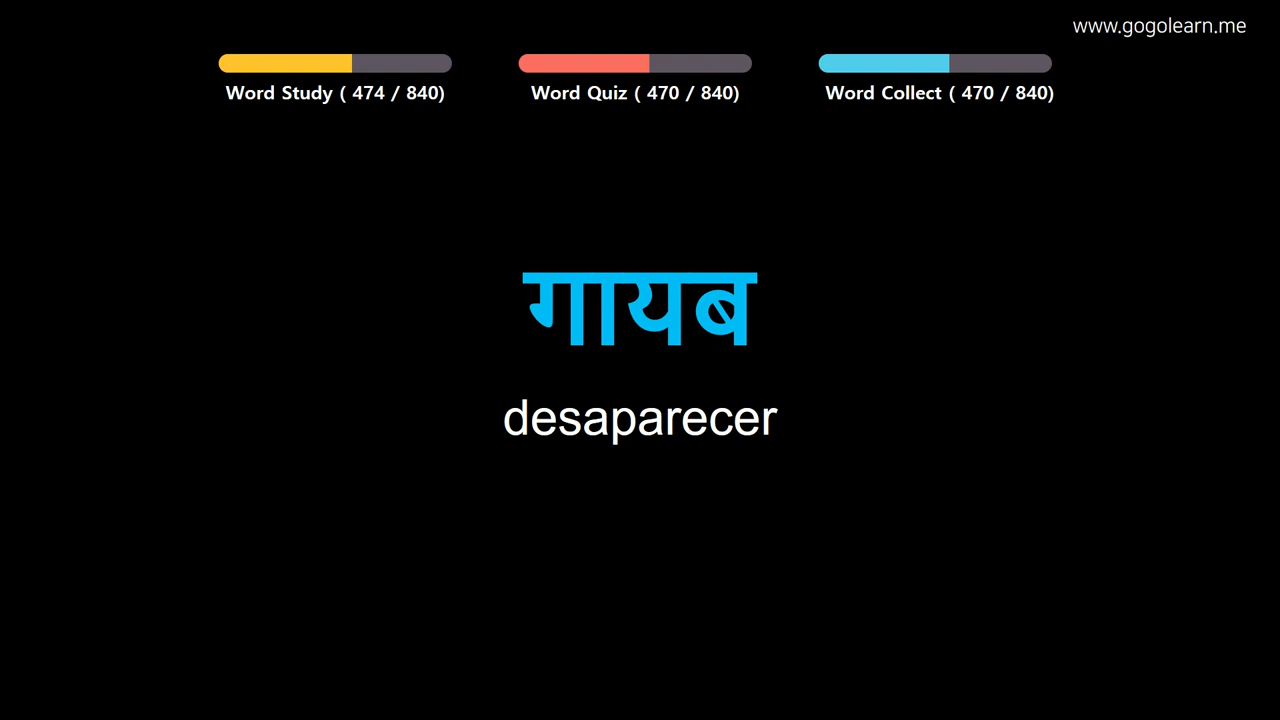 www.gogolearn.me
Word Study ( 474 / 840)
Word Quiz ( 470 / 840)
Word Collect ( 470 / 840)
गायब
desaparecer